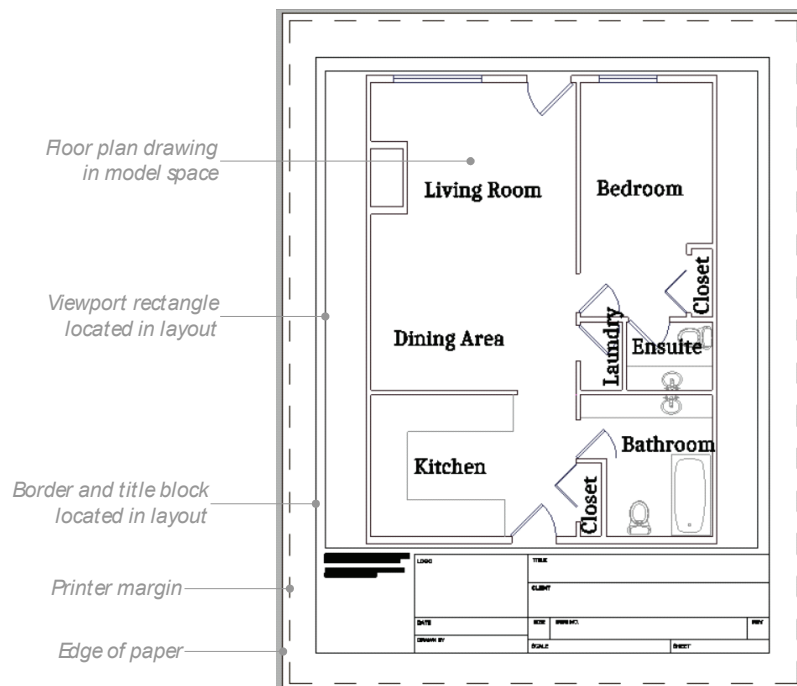 Floor plan drawing
in model space
Living Room
Bedroom
Closet
Viewport rectangle
located in layout
Dining Area
Laundry
Ensuite
Kitchen
Bathroom
Closet
Border and title block
located in layout
LOGO
TITLE
CLIENT
Printer margin
DATE
SIZE
REV
DRAWN BY
SCALE
SHEET
Edge of paper